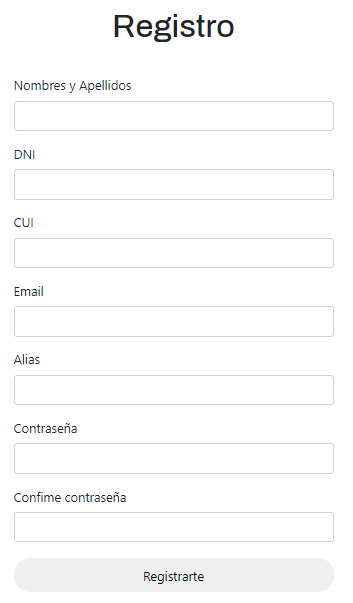 Registro
Nombres y Apellidos
DNI
CUI
Email
Alias
Contraseña
Confime contraseña
Registrarte